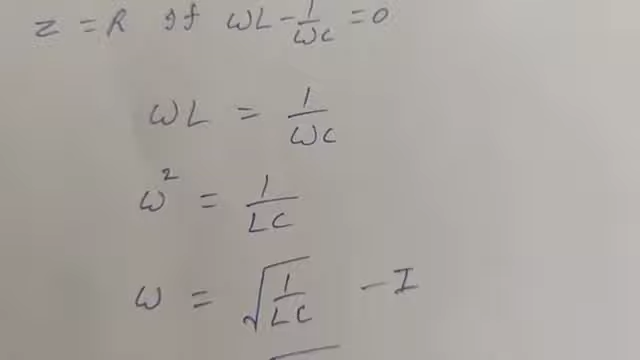 z = R If ωL - 1/ωC = 0
ωL = 1/ωC
ω² = 1/LC
ω = √(1/LC) - I